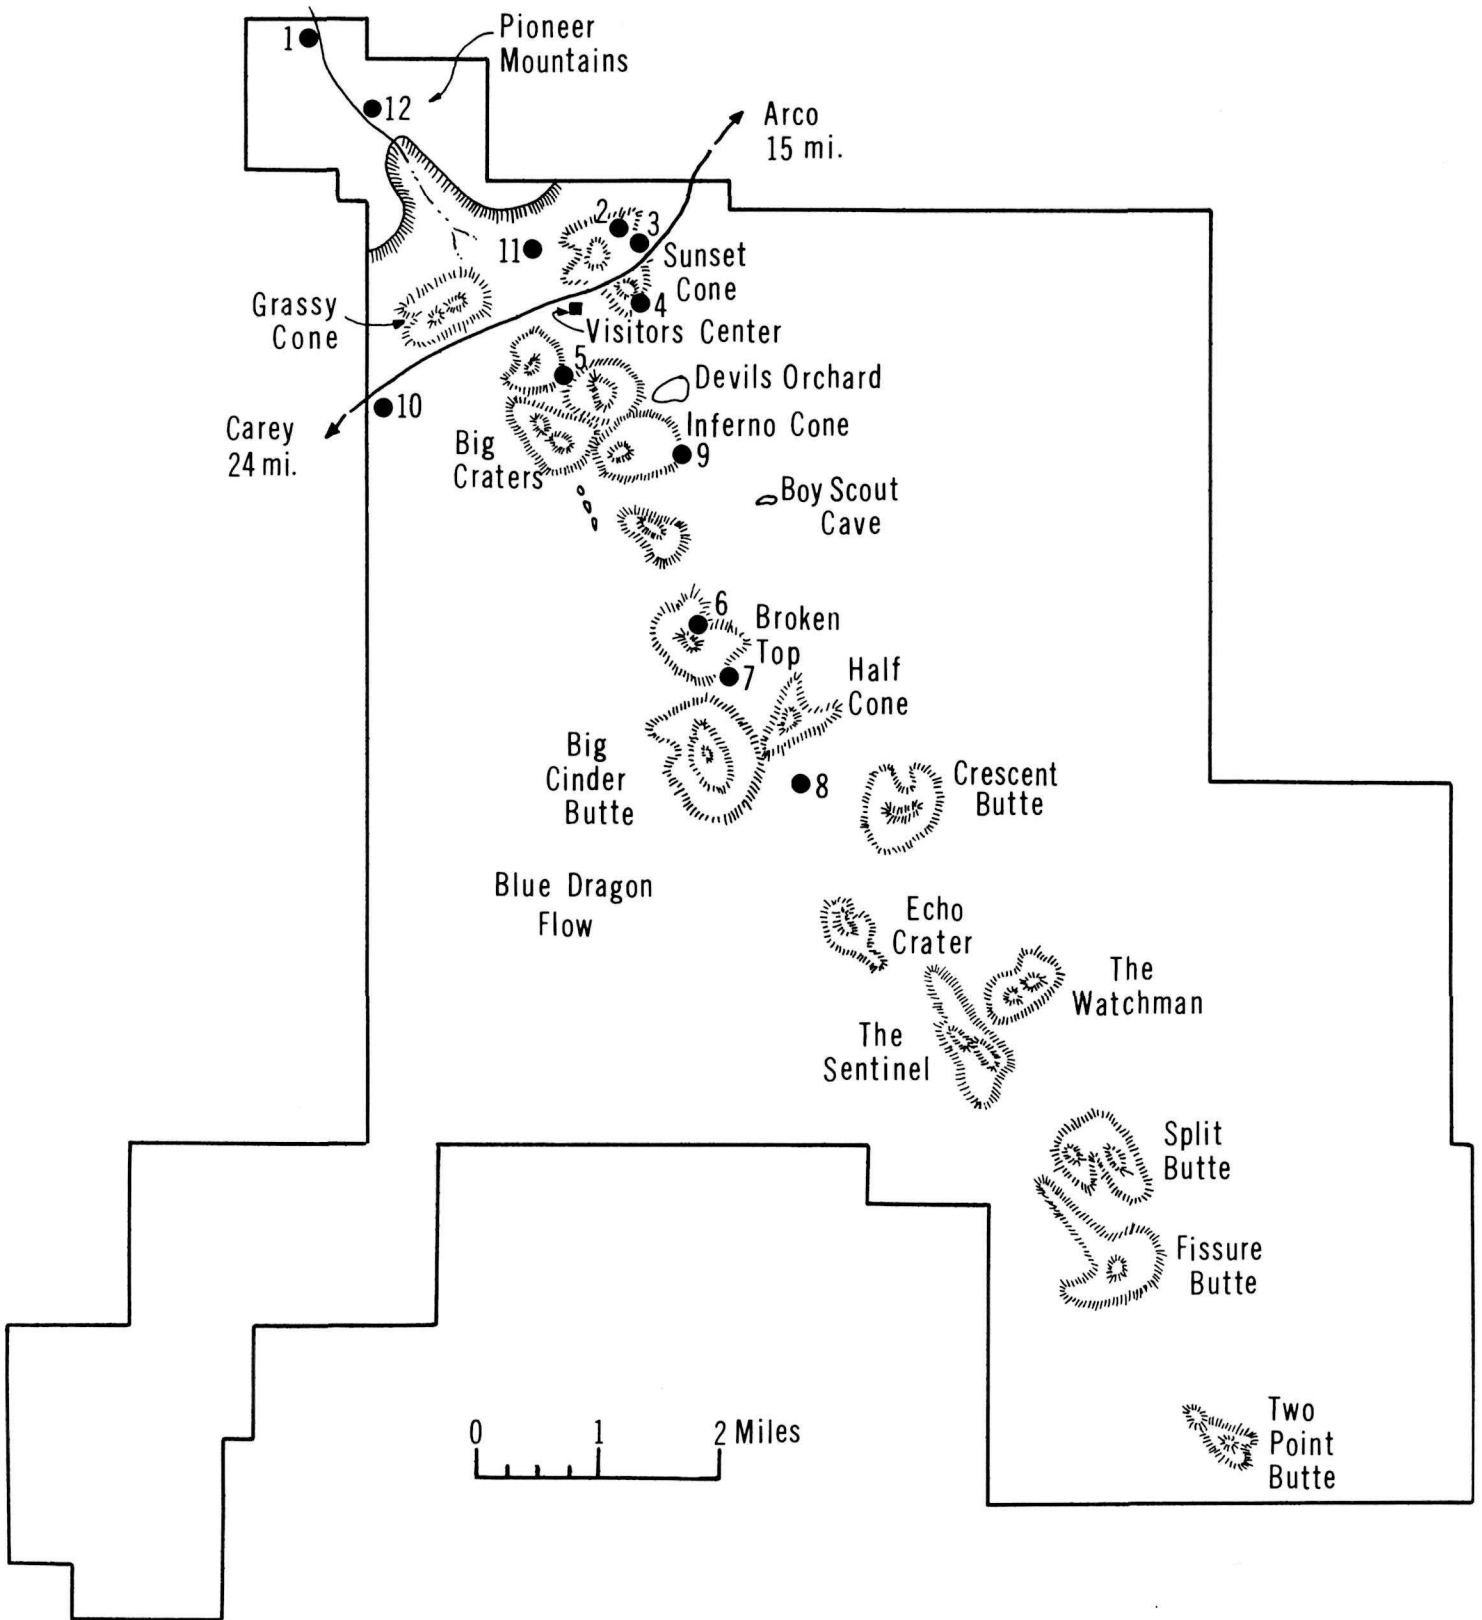 1
Pioneer
Mountains
12
Arco
15 mi.
2
3
11
Sunset
Cone
Grassy
Cone
4
Visitors Center
5
Devils Orchard
10
Carey
24 mi.
Inferno Cone
Big
Craters
9
Boy Scout
Cave
6
Broken
Top
7
Half
Cone
Big
Cinder
Butte
8
Crescent
Butte
Blue Dragon
Flow
Echo
Crater
The
Watchman
The
Sentinel
Split
Butte
Fissure
Butte
Two
Point
Butte
0 1 2 Miles